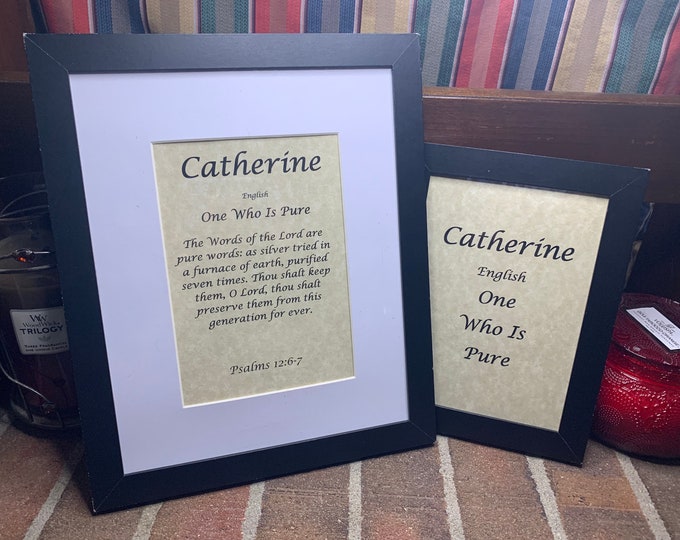 Catherine
English
One Who Is Pure
The Words of the Lord are
pure words: as silver tried in
a furnace of earth, purified
seven times. Thou shalt keep
them, O Lord, thou shalt
preserve them from this
generation for ever.
Psalms 12:6-7
Catherine
English
One
Who Is
Pure
WoodWick
TRILOGY